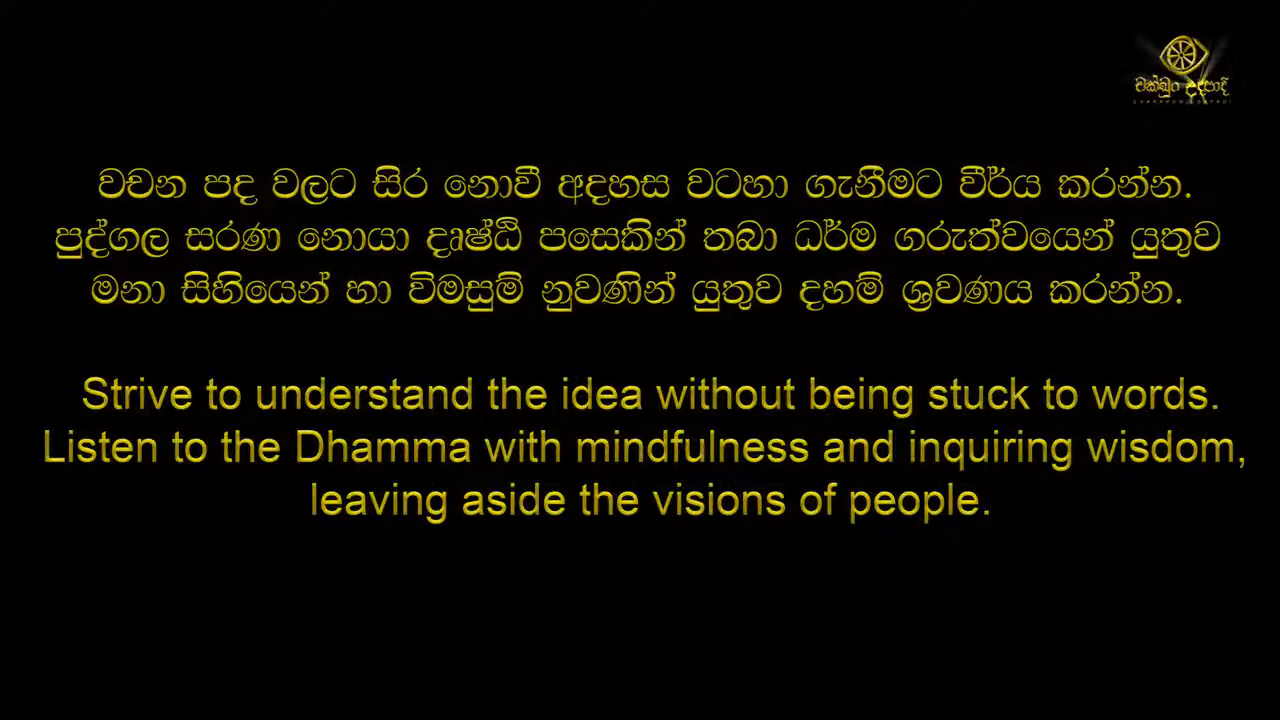 චක්ඛුං උදපාදි
වචන පද වලට සිර නොවී අදහස වටහා ගැනීමට වීර්ය කරන්න.
පුද්ගල සරණ නොයා දෘෂ්ඨි පසෙකින් තබා ධර්ම ගරුත්වයෙන් යුතුව
මනා සිහියෙන් හා විමසුම් නුවණින් යුතුව දහම් ශ්‍රවණය කරන්න.
Strive to understand the idea without being stuck to words.
Listen to the Dhamma with mindfulness and inquiring wisdom,
leaving aside the visions of people.